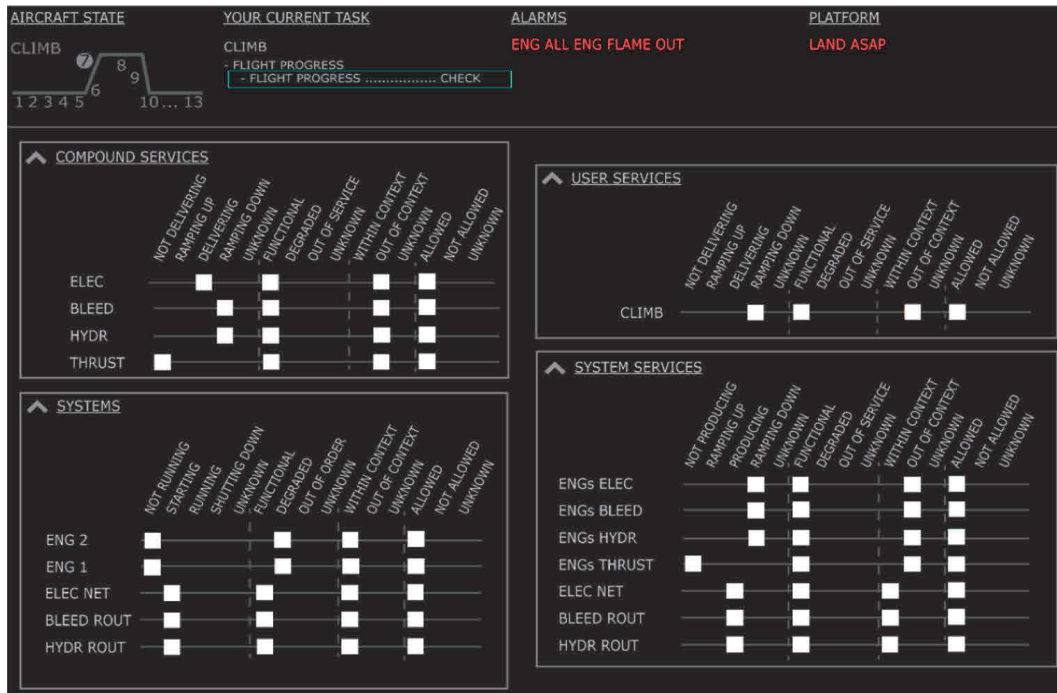 AIRCRAFT STATE
YOUR CURRENT TASK
ALARMS
PLATFORM
CLIMB
7
8
9
6
1 2 3 4 5
10... 13
CLIMB
- FLIGHT PROGRESS
- FLIGHT PROGRESS ................. CHECK
ENG ALL ENG FLAME OUT
LAND ASAP
COMPOUND SERVICES
NOT DELIVERING
RAMPING UP
DELIVERING
RAMPING DOWN
UNKNOWN
FUNCTIONAL
DEGRADED
OUT OF SERVICE
UNKNOWN
WITHIN CONTEXT
OUT OF CONTEXT
UNKNOWN
ALLOWED
NOT ALLOWED
UNKNOWN
ELEC
BLEED
HYDR
THRUST
USER SERVICES
NOT DELIVERING
RAMPING UP
DELIVERING
RAMPING DOWN
UNKNOWN
FUNCTIONAL
DEGRADED
OUT OF SERVICE
UNKNOWN
WITHIN CONTEXT
OUT OF CONTEXT
UNKNOWN
ALLOWED
NOT ALLOWED
UNKNOWN
CLIMB
SYSTEMS
NOT RUNNING
STARTING
RUNNING
SHUTTING DOWN
UNKNOWN
FUNCTIONAL
DEGRADED
OUT OF ORDER
UNKNOWN
WITHIN CONTEXT
OUT OF CONTEXT
UNKNOWN
ALLOWED
NOT ALLOWED
UNKNOWN
ENG 2
ENG 1
ELEC NET
BLEED ROUT
HYDR ROUT
SYSTEM SERVICES
NOT PRODUCING
RAMPING UP
PRODUCING
RAMPING DOWN
UNKNOWN
FUNCTIONAL
DEGRADED
OUT OF SERVICE
UNKNOWN
WITHIN CONTEXT
OUT OF CONTEXT
UNKNOWN
ALLOWED
NOT ALLOWED
UNKNOWN
ENGs ELEC
ENGs BLEED
ENGs HYDR
ENGs THRUST
ELEC NET
BLEED ROUT
HYDR ROUT